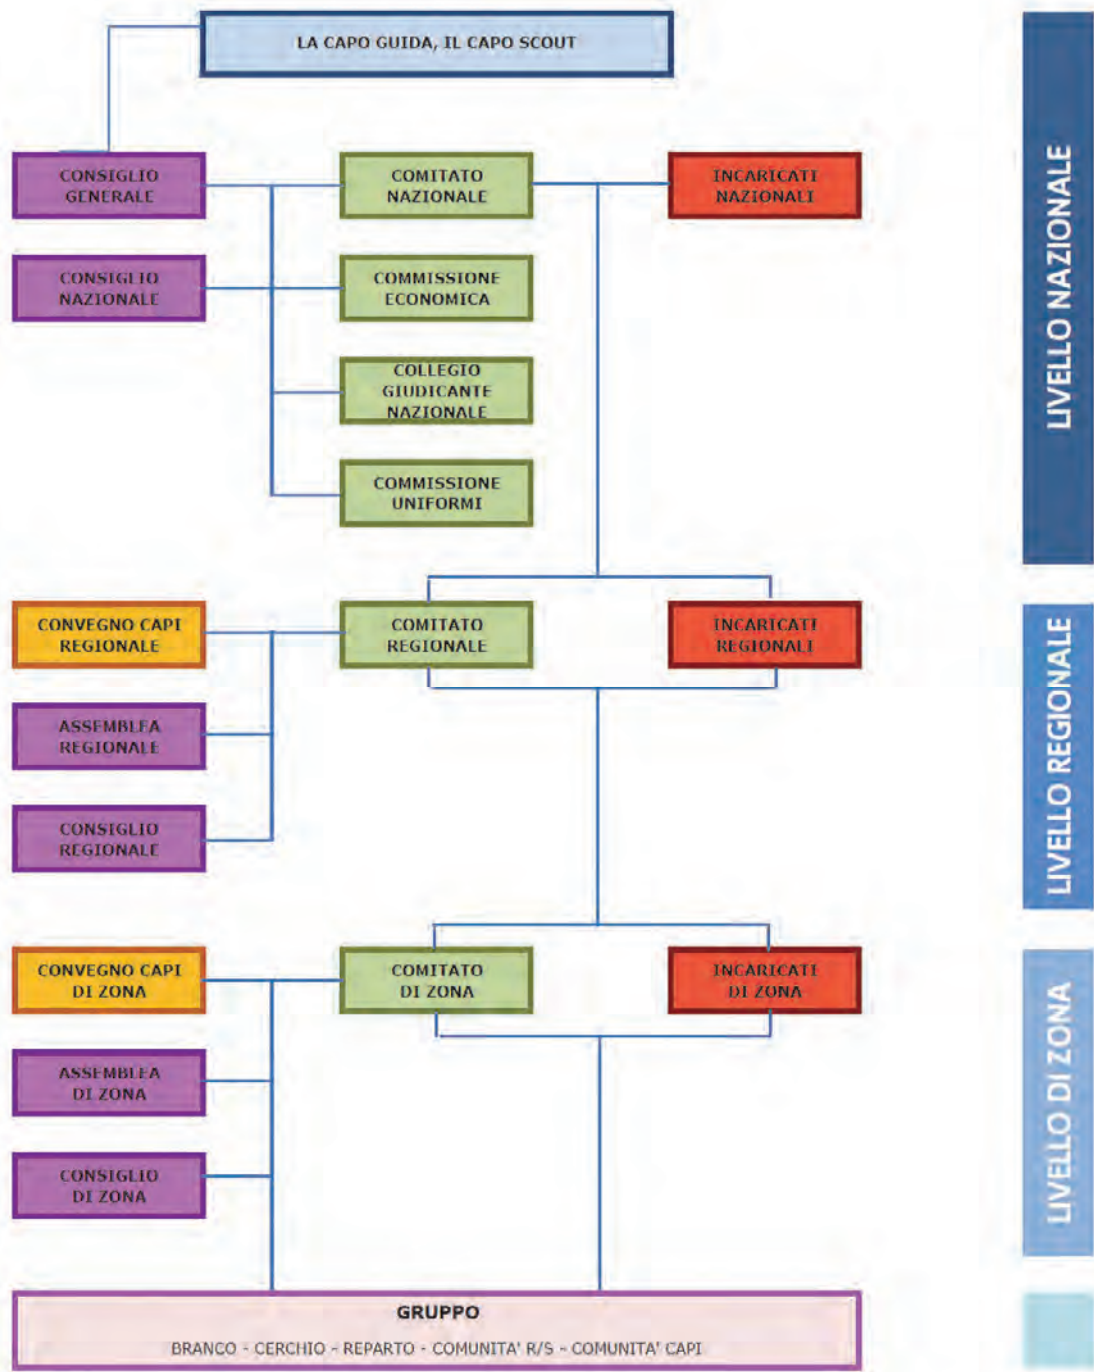 LA CAPO GUIDA, IL CAPO SCOUT
CONSIGLIO
GENERALE
COMITATO
NAZIONALE
INCARICATI
NAZIONALI
CONSIGLIO
NAZIONALE
COMMISSIONE
ECONOMICA
COLLEGIO
GIUDICANTE
NAZIONALE
COMMISSIONE
UNIFORMI
LIVELLO NAZIONALE
CONVEGNO CAPI
REGIONALE
COMITATO
REGIONALE
INCARICATI
REGIONALI
ASSEMBLEA
REGIONALE
CONSIGLIO
REGIONALE
LIVELLO REGIONALE
CONVEGNO CAPI
DI ZONA
COMITATO
DI ZONA
INCARICATI
DI ZONA
ASSEMBLEA
DI ZONA
CONSIGLIO
DI ZONA
LIVELLO DI ZONA
GRUPPO
BRANCO - CERCHIO - REPARTO - COMUNITA' R/S - COMUNITA' CAPI